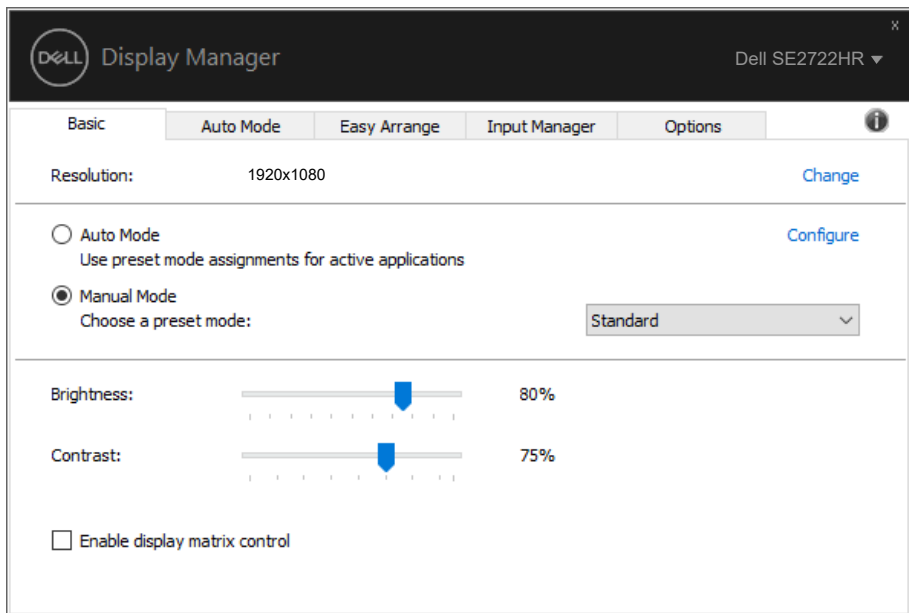 x
DELL Display Manager
Dell SE2722HR
Basic Auto Mode Easy Arrange Input Manager Options i
Resolution: 1920x1080 Change
Auto Mode Configure
Use preset mode assignments for active applications
Manual Mode
Choose a preset mode: Standard
Brightness: 80%
Contrast: 75%
Enable display matrix control